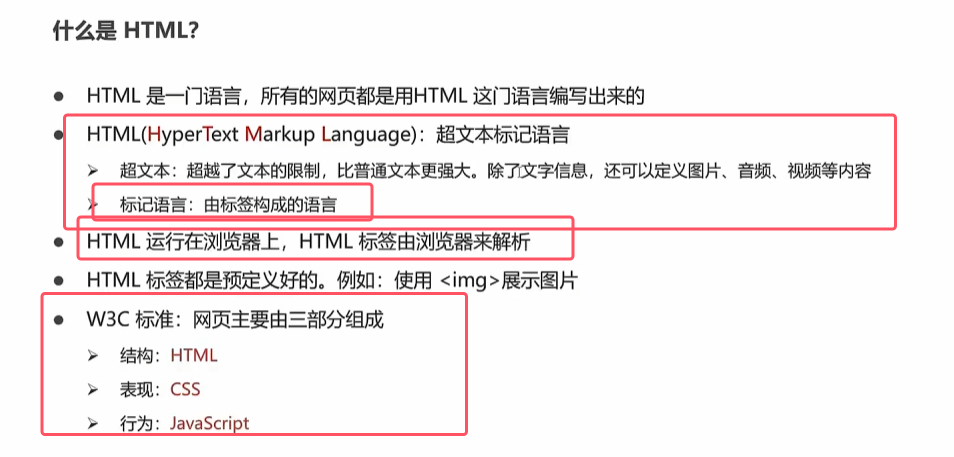 什么是 HTML?
● HTML 是一门语言，所有的网页都是用HTML 这门语言编写出来的
● HTML(HyperText Markup Language)：超文本标记语言
➢ 超文本：超越了文本的限制，比普通文本更强大。除了文字信息，还可以定义图片、音频、视频等内容
➢ 标记语言：由标签构成的语言
● HTML 运行在浏览器上，HTML 标签由浏览器来解析
● HTML 标签都是预定义好的。例如：使用 <img>展示图片
● W3C 标准：网页主要由三部分组成
➢ 结构：HTML
➢ 表现：CSS
➢ 行为：JavaScript